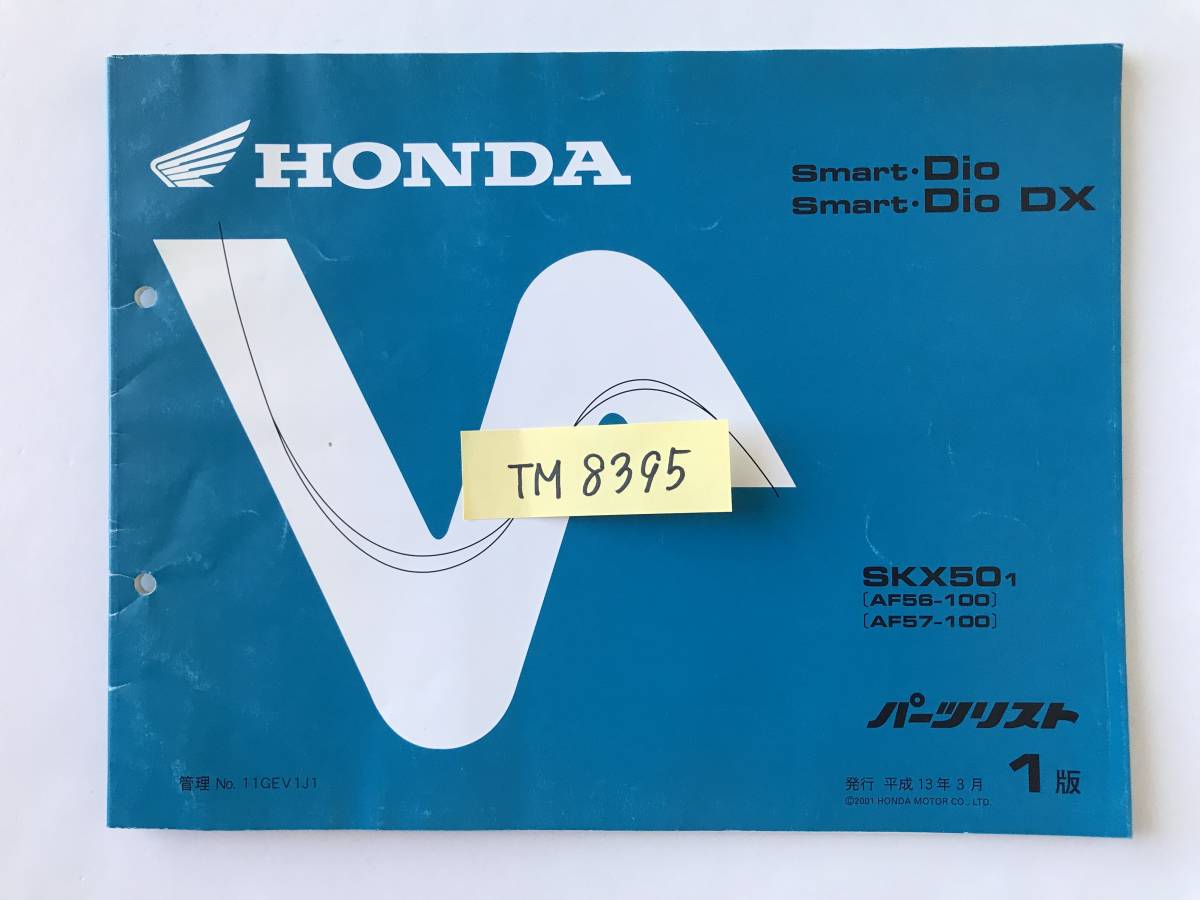 HONDA
Smart・Dio
Smart・Dio DX
TM 8395
SKX50 1
〔AF56-100〕
〔AF57-100〕
パーツリスト
管理 No. 11GEV1J1
発行 平成13年3月 1版
©2001 HONDA MOTOR CO., LTD.